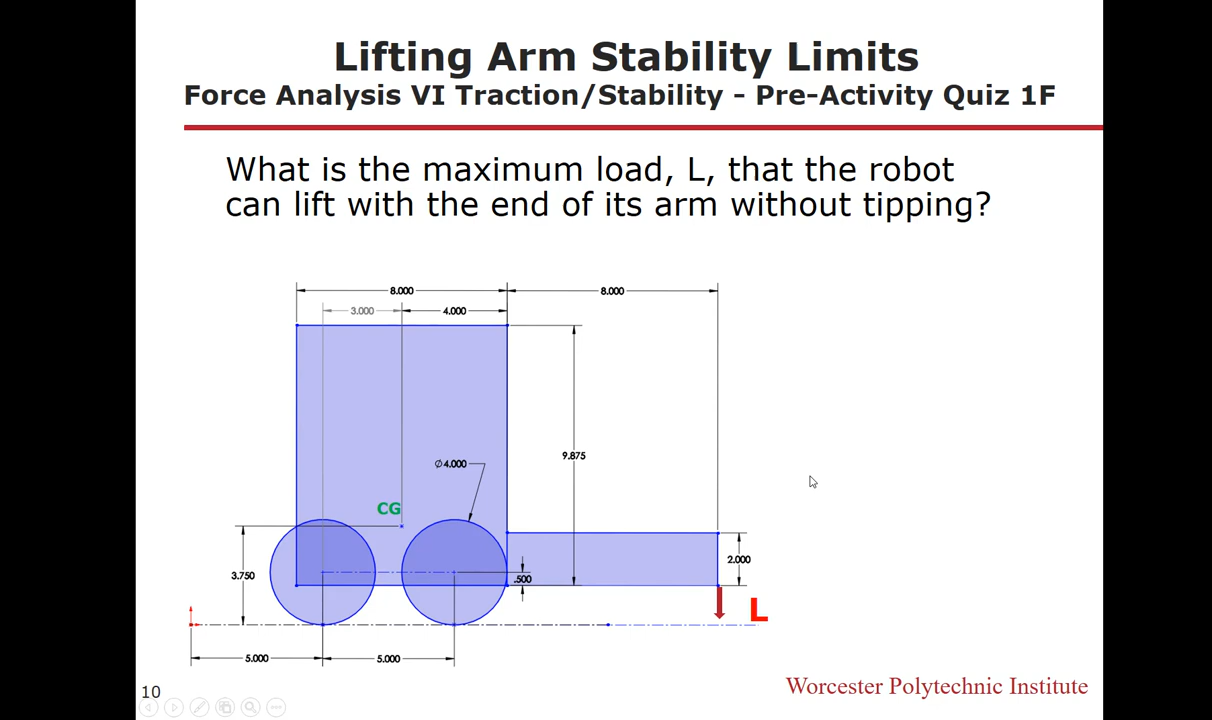 Lifting Arm Stability Limits
Force Analysis VI Traction/Stability - Pre-Activity Quiz 1F
What is the maximum load, L, that the robot
can lift with the end of its arm without tipping?
8.000
8.000
3.000
4.000
9.875
Ø4.000
CG
3.750
.500
2.000
L
5.000
5.000
Worcester Polytechnic Institute
10